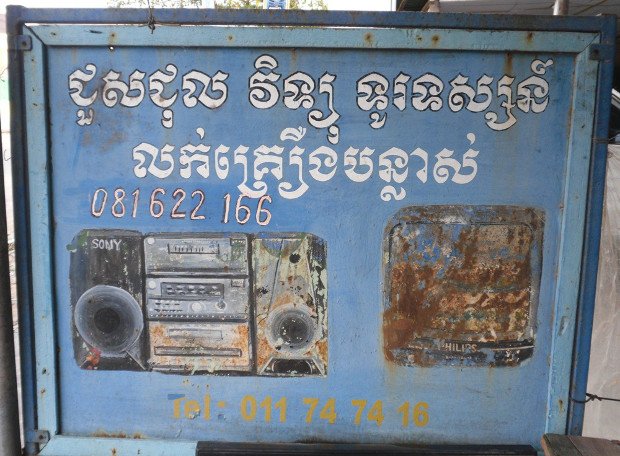 ជួសជុល វិទ្យុ ទូរទស្សន៍
លក់គ្រឿងបន្លាស់
081 622 166
SONY
PHILIPS
Tel: 011 74 74 16